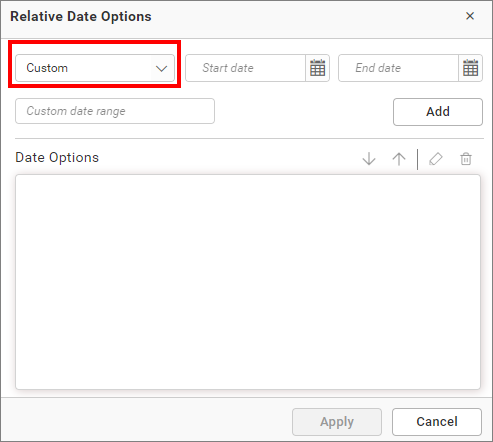 Relative Date Options
Custom
Start date
End date
Custom date range
Add
Date Options
Apply
Cancel